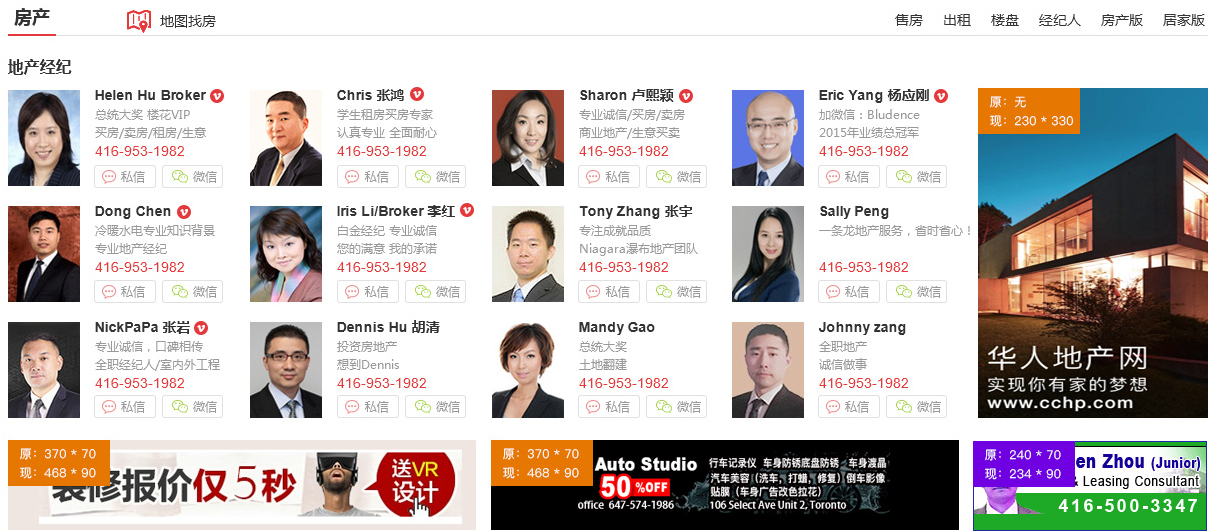 房产
地图找房
售房 出租 楼盘 经纪人 房产版 居家版
地产经纪
Helen Hu Broker
总统大奖 楼花VIP
买房/卖房/租房/生意
416-953-1982
私信 微信
Chris 张鸿
学生租房买房专家
认真专业 全面耐心
416-953-1982
私信 微信
Sharon 卢熙颖
专业诚信/买房/卖房
商业地产/生意买卖
416-953-1982
私信 微信
Eric Yang 杨应刚
加微信：Bludence
2015年业绩总冠军
416-953-1982
私信 微信
Dong Chen
冷暖水电专业知识背景
专业地产经纪
416-953-1982
私信 微信
Iris Li/Broker 李红
白金经纪 专业诚信
您的满意 我的承诺
416-953-1982
私信 微信
Tony Zhang 张宇
专注成就品质
Niagara瀑布地产团队
416-953-1982
私信 微信
Sally Peng
一条龙地产服务，省时省心！
416-953-1982
私信 微信
NickPaPa 张岩
专业诚信，口碑相传
全职经纪人/室内外工程
416-953-1982
私信 微信
Dennis Hu 胡清
投资房地产
想到Dennis
416-953-1982
私信 微信
Mandy Gao
总统大奖
土地翻建
416-953-1982
私信 微信
Johnny zang
全职地产
诚信做事
416-953-1982
私信 微信
原：无
现：230 * 330
华人地产网
实现你有家的梦想
www.cchp.com
原：370 * 70
现：468 * 90
装修报价仅5秒
送VR
设计
原：370 * 70
现：468 * 90
Auto Studio
50%OFF
office 647-574-1986
行车记录仪 车身防锈底盘防锈 车身渡晶
汽车美容（洗车，打蜡，修复）倒车影像
贴膜（车身广告改色拉花）
106 Select Ave Unit 2, Toronto
原：240 * 70
现：234 * 90
en Zhou (Junior)
& Leasing Consultant
416-500-3347